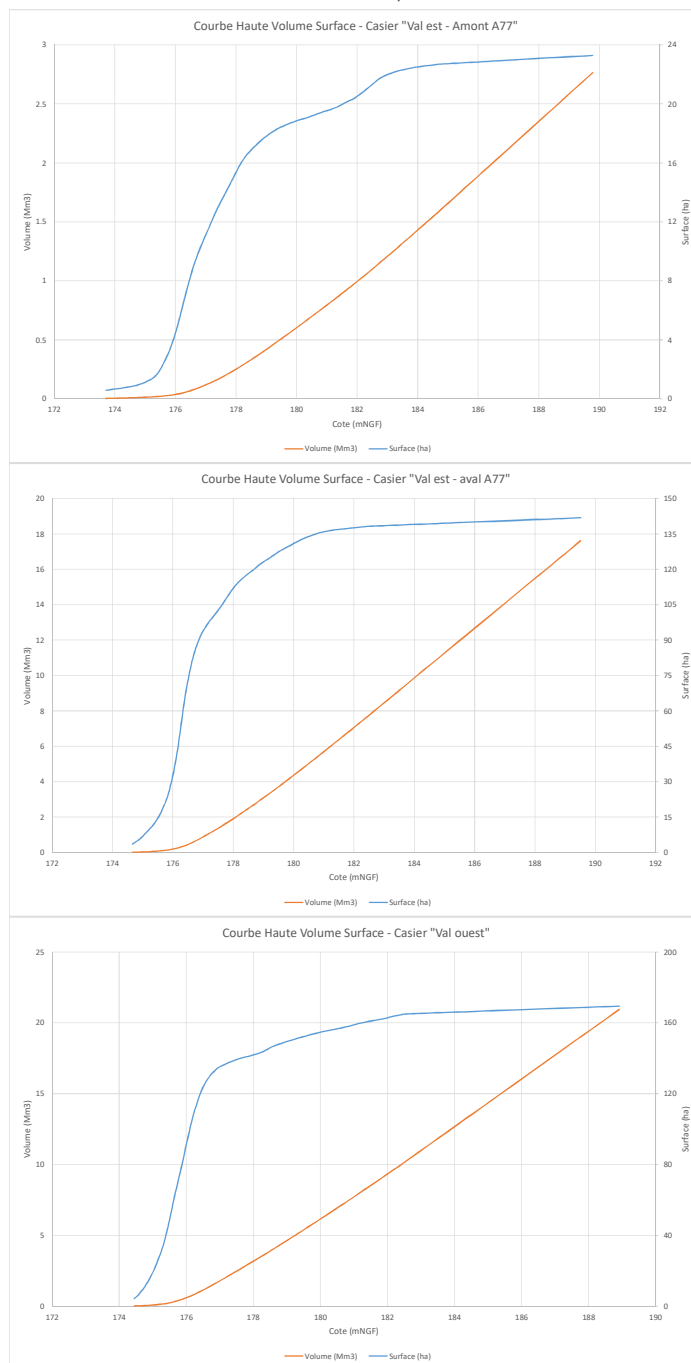 Courbe Haute Volume Surface - Casier "Val est - Amont A77"
3 24
2.5 20
2 16
1.5 12
1 8
0.5 4
0 0
Volume (Mm3)
Surface (ha)
172 174 176 178 180 182 184 186 188 190 192
Cote (mNGF)
Volume (Mm3) Surface (ha)
Courbe Haute Volume Surface - Casier "Val est - aval A77"
20 150
18 135
16 120
14 105
12 90
10 75
8 60
6 45
4 30
2 15
0 0
Volume (Mm3)
Surface (ha)
172 174 176 178 180 182 184 186 188 190 192
Cote (mNGF)
Volume (Mm3) Surface (ha)
Courbe Haute Volume Surface - Casier "Val ouest"
25 200
20 160
15 120
10 80
5 40
0 0
Volume (Mm3)
Surface (ha)
172 174 176 178 180 182 184 186 188 190
Cote (mNGF)
Volume (Mm3) Surface (ha)